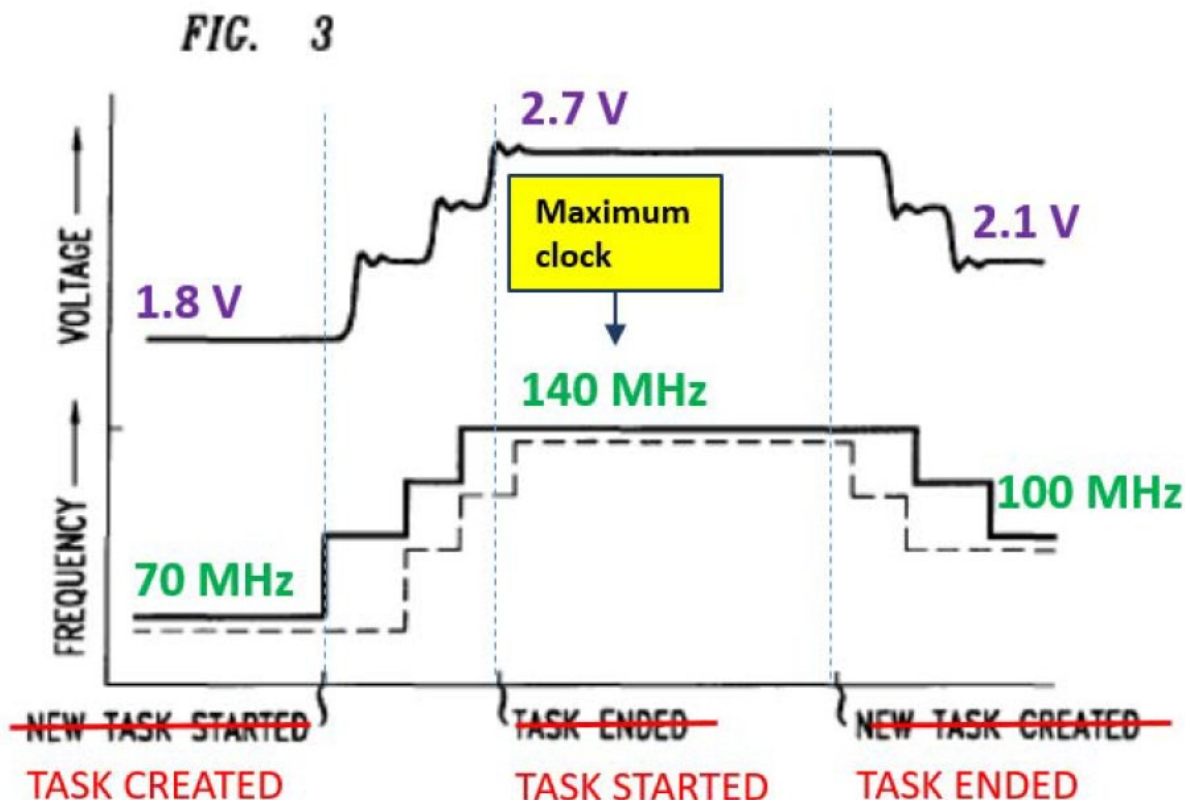 FIG. 3
2.7 V
Maximum
clock
2.1 V
1.8 V
VOLTAGE
140 MHz
100 MHz
70 MHz
FREQUENCY
NEW TASK STARTED
TASK ENDED
NEW TASK CREATED
TASK CREATED
TASK STARTED
TASK ENDED